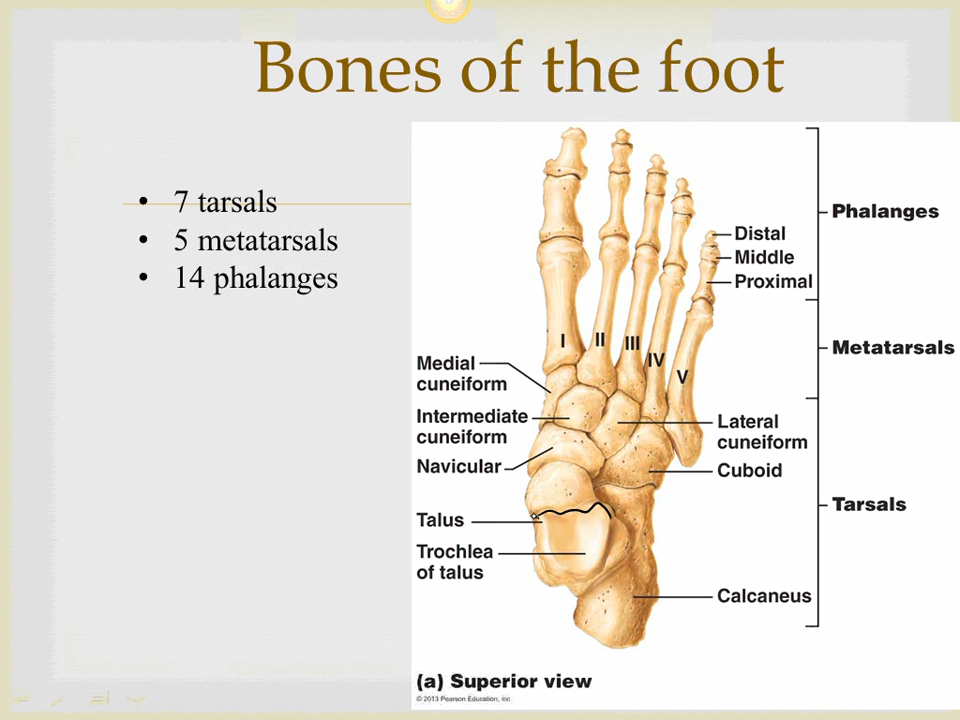 Bones of the foot
• 7 tarsals
• 5 metatarsals
• 14 phalanges
Phalanges
Distal
Middle
Proximal
I
II
III
IV
V
Metatarsals
Medial
cuneiform
Intermediate
cuneiform
Navicular
Lateral
cuneiform
Cuboid
Tarsals
Talus
Trochlea
of talus
Calcaneus
(a) Superior view
© 2013 Pearson Education, Inc